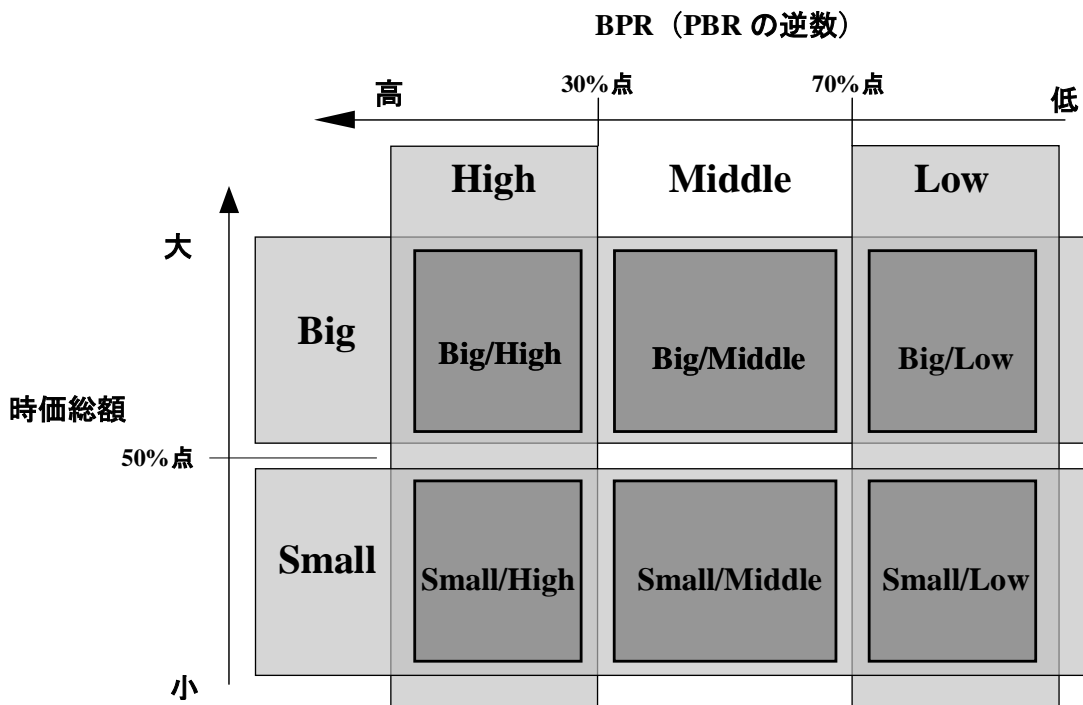 BPR（PBR の逆数）
高
30%点
70%点
低
High
Middle
Low
大
Big
Big/High
Big/Middle
Big/Low
時価総額
50%点
Small
Small/High
Small/Middle
Small/Low
小